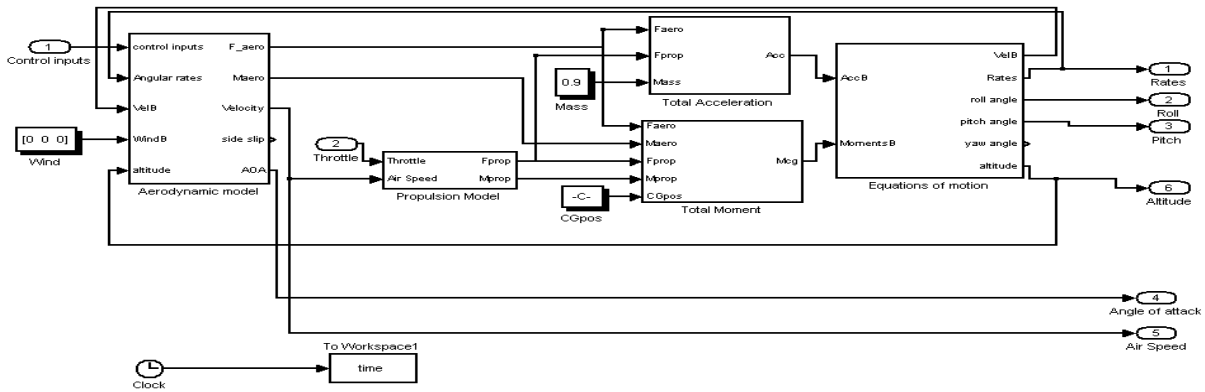 1
Control inputs
[0 0 0]
Wind
control inputs
Angular rates
VelB
WindB
altitude
F_aero
Maero
Velocity
side slip
AOA
Aerodynamic model
2
Throttle
Throttle
Air Speed
Fprop
Mprop
Propulsion Model
0.9
Mass
-C-
CGpos
Faero
Fprop
Mass
Acc
Total Acceleration
Faero
Maero
Fprop
Mprop
CGpos
Mcg
Total Moment
AccB
MomentsB
VelB
Rates
roll angle
pitch angle
yaw angle
altitude
Equations of motion
1
Rates
2
Roll
3
Pitch
6
Altitude
4
Angle of attack
5
Air Speed
Clock
To Workspace1
time